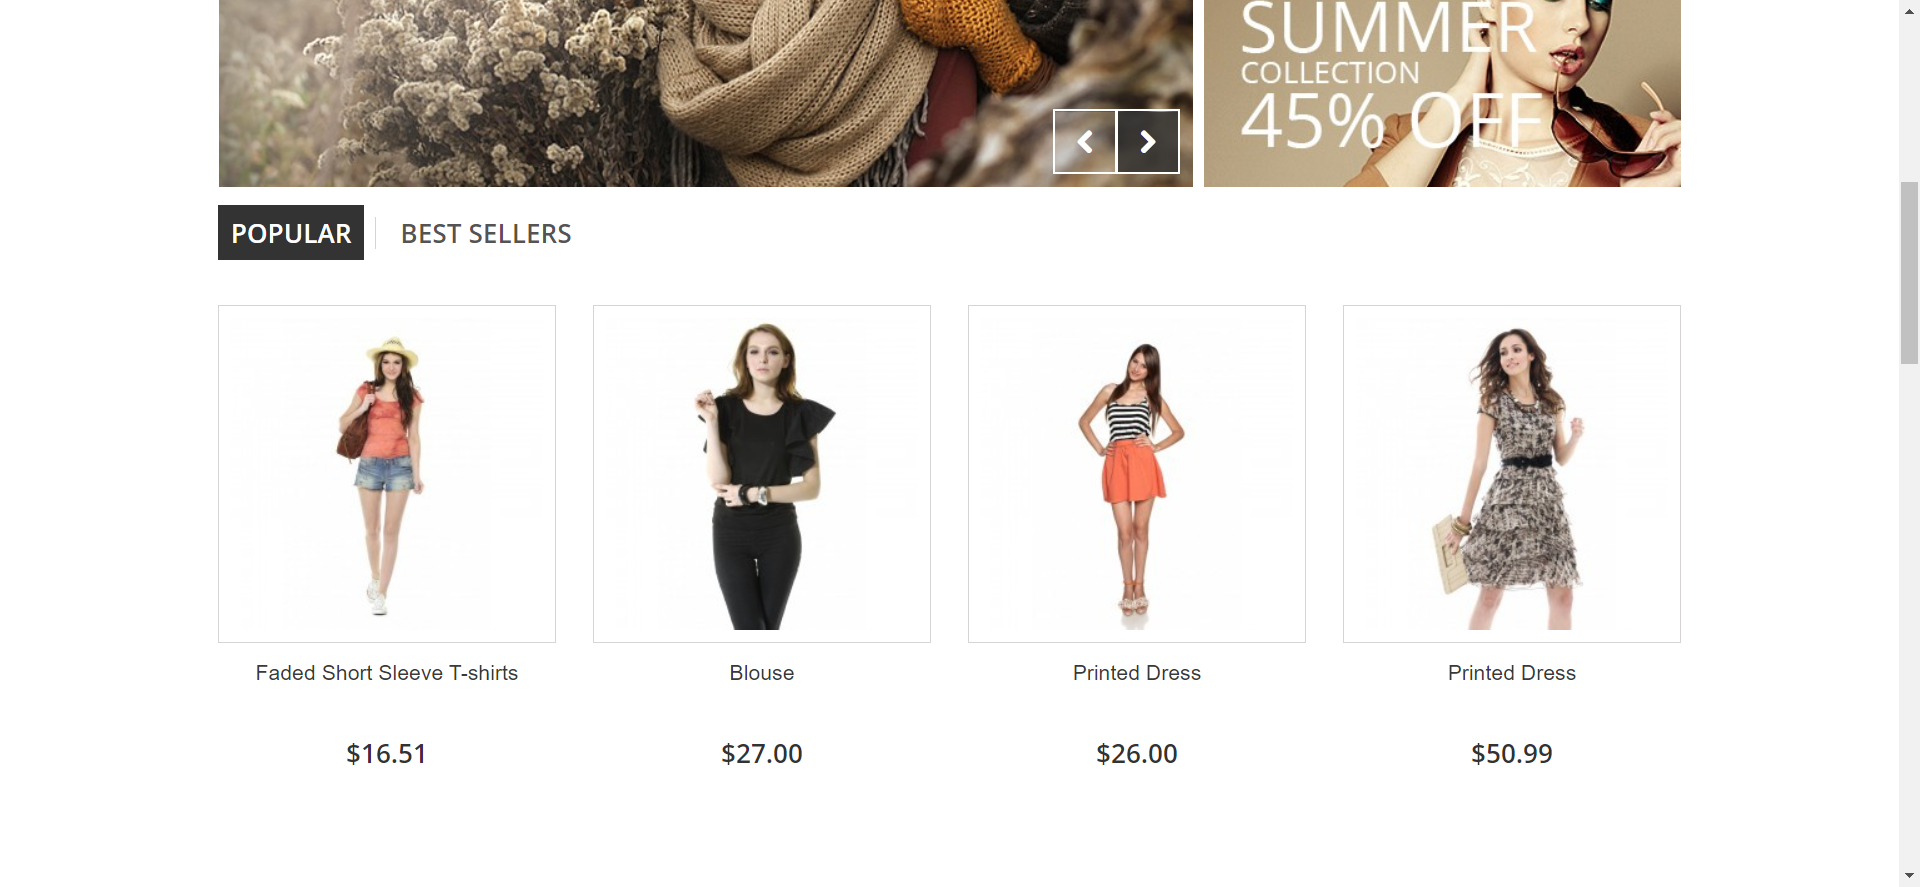 SUMMER
COLLECTION
45% OFF
POPULAR
BEST SELLERS
Faded Short Sleeve T-shirts
Blouse
Printed Dress
Printed Dress
$16.51
$27.00
$26.00
$50.99